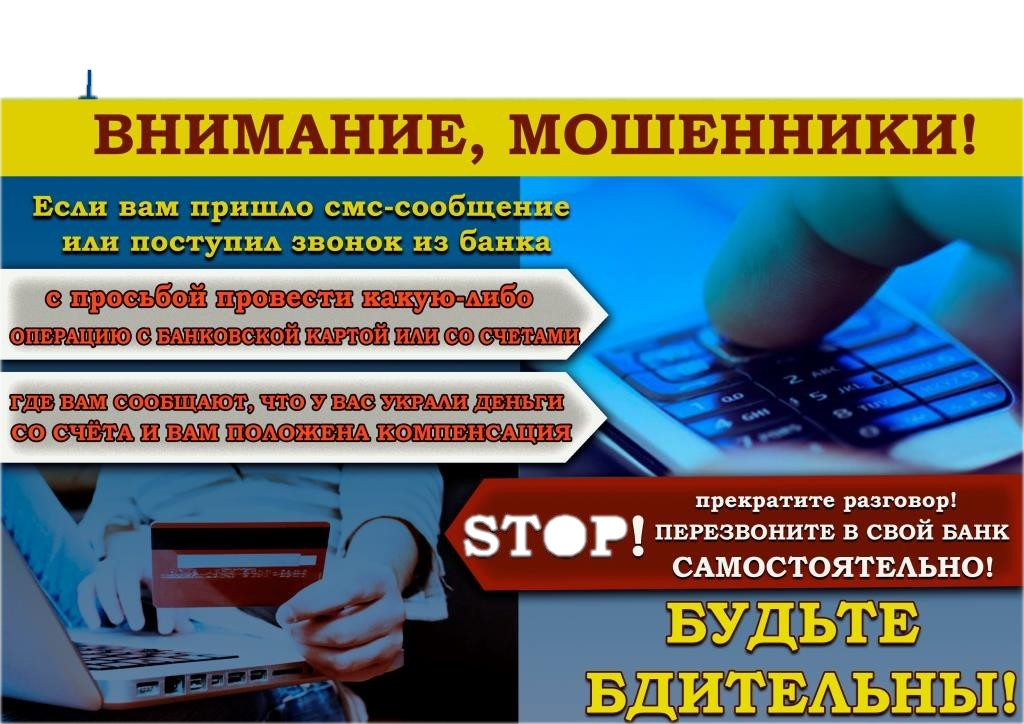 ВНИМАНИЕ, МОШЕННИКИ!
Если вам пришло смс-сообщение
или поступил звонок из банка
с просьбой провести какую-либо
ОПЕРАЦИЮ С БАНКОВСКОЙ КАРТОЙ ИЛИ СО СЧЕТАМИ
ГДЕ ВАМ СООБЩАЮТ, ЧТО У ВАС УКРАЛИ ДЕНЬГИ
СО СЧЁТА И ВАМ ПОЛОЖЕНА КОМПЕНСАЦИЯ
STOP!
прекратите разговор!
ПЕРЕЗВОНИТЕ В СВОЙ БАНК
САМОСТОЯТЕЛЬНО!
БУДЬТЕ
БДИТЕЛЬНЫ!